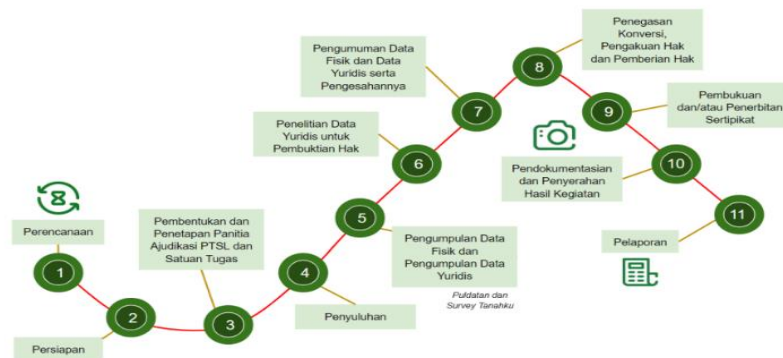 1
Perencanaan
2
Persiapan
3
Pembentukan dan
Penetapan Panitia
Ajudikasi PTSL dan
Satuan Tugas
4
Penyuluhan
5
Pengumpulan Data
Fisik dan
Pengumpulan Data
Yuridis
Puldatan dan
Survey Tanahku
6
Penelitian Data
Yuridis untuk
Pembuktian Hak
7
Pengumuman Data
Fisik dan Data
Yuridis serta
Pengesahannya
8
Penegasan
Konversi,
Pengakuan Hak
dan Pemberian Hak
9
Pembukuan
dan/atau Penerbitan
Sertipikat
10
Pendokumentasian
dan Penyerahan
Hasil Kegiatan
11
Pelaporan